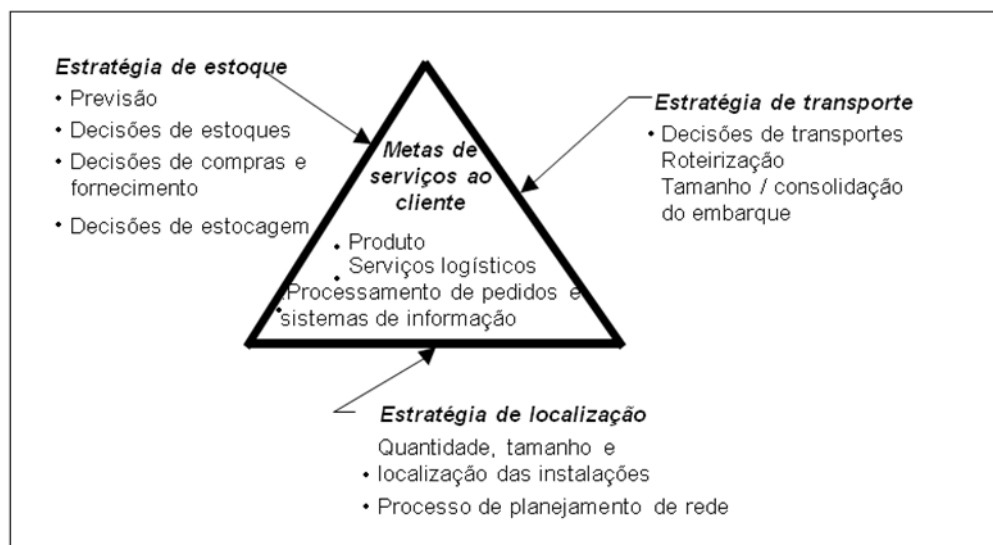 Estratégia de estoque
• Previsão
• Decisões de estoques
• Decisões de compras e
fornecimento
• Decisões de estocagem
Metas de
serviços ao
cliente
• Produto
Serviços logísticos
•
.Processamento de pedidos e
• sistemas de informação
Estratégia de transporte
• Decisões de transportes
Roteirização
Tamanho / consolidação
do embarque
Estratégia de localização
Quantidade, tamanho e
• localização das instalações
• Processo de planejamento de rede